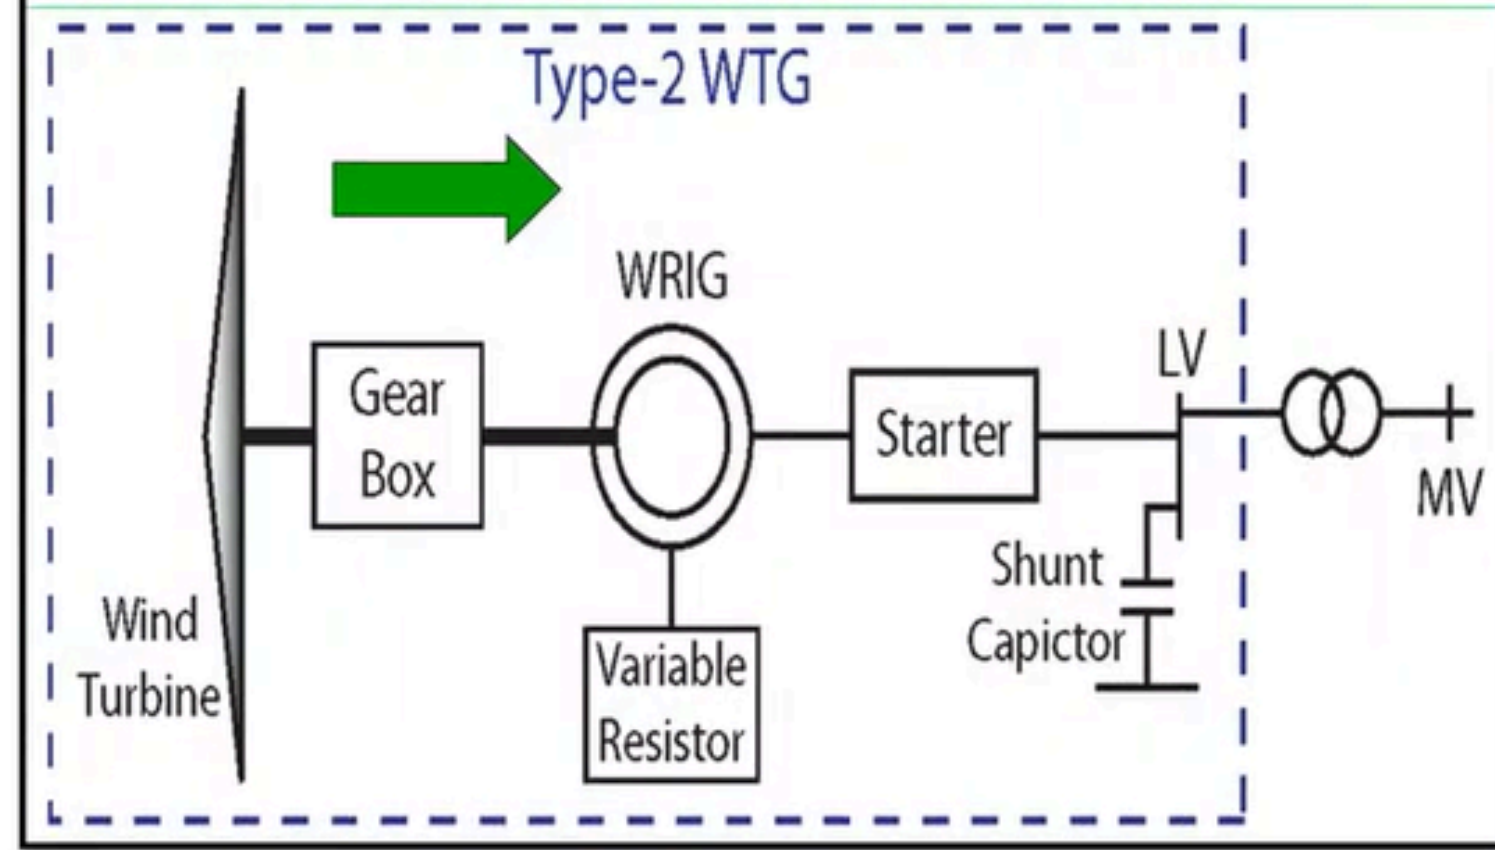 Type-2 WTG
WRIG
Gear
Box
Starter
LV
MV
Shunt
Capictor
Wind
Turbine
Variable
Resistor